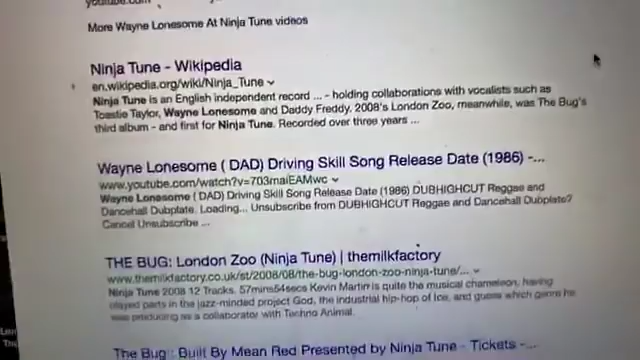 youtube.com
More Wayne Lonesome At Ninja Tune videos
Ninja Tune - Wikipedia
en.wikipedia.org/wiki/Ninja_Tune
Ninja Tune is an English independent record ... - holding collaborations with vocalists such as
Toastie Taylor, Wayne Lonesome and Daddy Freddy. 2008's London Zoo, meanwhile, was The Bug's
third album - and first for Ninja Tune. Recorded over three years ...
Wayne Lonesome ( DAD) Driving Skill Song Release Date (1986) -...
www.youtube.com/watch?v=703maiEAMwc
Wayne Lonesome ( DAD) Driving Skill Song Release Date (1986) DUBHIGHCUT Reggae and
Dancehall Dubplate. Loading... Unsubscribe from DUBHIGHCUT Reggae and Dancehall Dubplate?
Cancel Unsubscribe ...
THE BUG: London Zoo (Ninja Tune) | themilkfactory
www.themilkfactory.co.uk/st/2008/08/the-bug-london-zoo-ninja-tune/...
Ninja Tune 2008 12 Tracks. 57mins54secs Kevin Martin is quite the musical chameleon, having
played parts in the jazz-minded project God, the industrial hip-hop of Ice, and guess which genre he
was producing as a collaborator with Techno Animal.
The Bug : Built By Mean Red Presented by Ninja Tune - Tickets -...